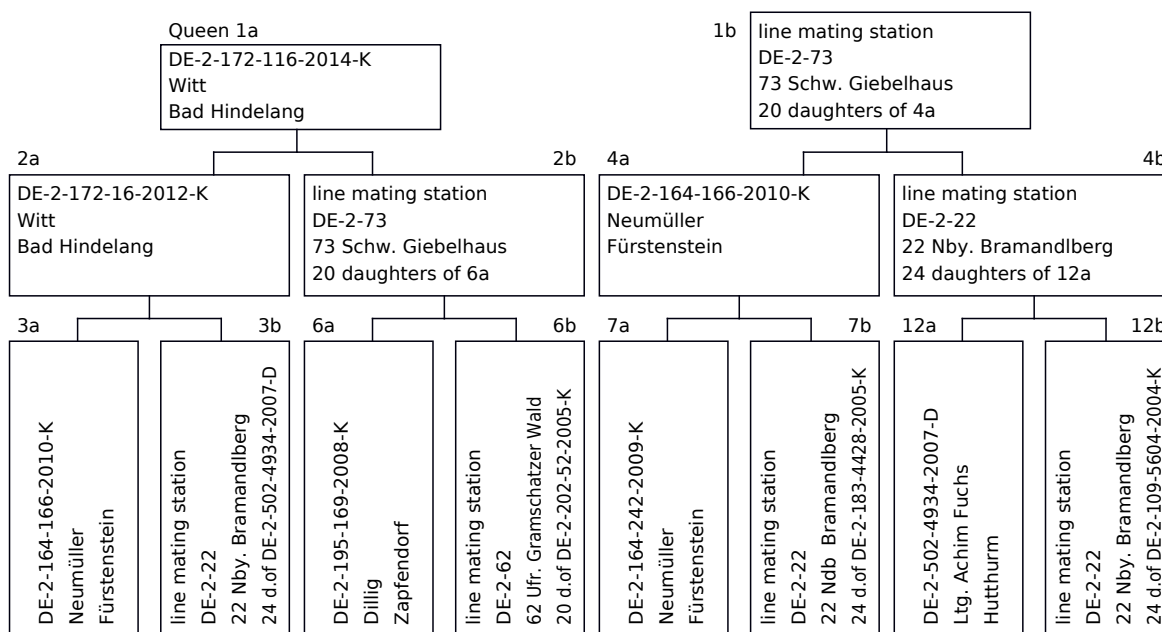 Queen 1a
DE-2-172-116-2014-K
Witt
Bad Hindelang
1b
line mating station
DE-2-73
73 Schw. Giebelhaus
20 daughters of 4a
2a
DE-2-172-16-2012-K
Witt
Bad Hindelang
2b
line mating station
DE-2-73
73 Schw. Giebelhaus
20 daughters of 6a
4a
DE-2-164-166-2010-K
Neumüller
Fürstenstein
4b
line mating station
DE-2-22
22 Nby. Bramandlberg
24 daughters of 12a
3a
DE-2-164-166-2010-K
Neumüller
Fürstenstein
3b
line mating station
DE-2-22
22 Nby. Bramandlberg
24 d.of DE-2-502-4934-2007-D
6a
DE-2-195-169-2008-K
Dillig
Zapfendorf
6b
line mating station
DE-2-62
62 Ufr. Gramschatzer Wald
20 d.of DE-2-202-52-2005-K
7a
DE-2-164-242-2009-K
Neumüller
Fürstenstein
7b
line mating station
DE-2-22
22 Ndb Bramandlberg
24 d.of DE-2-183-4428-2005-K
12a
DE-2-502-4934-2007-D
Ltg. Achim Fuchs
Hutthurm
12b
line mating station
DE-2-22
22 Nby. Bramandlberg
24 d.of DE-2-109-5604-2004-K